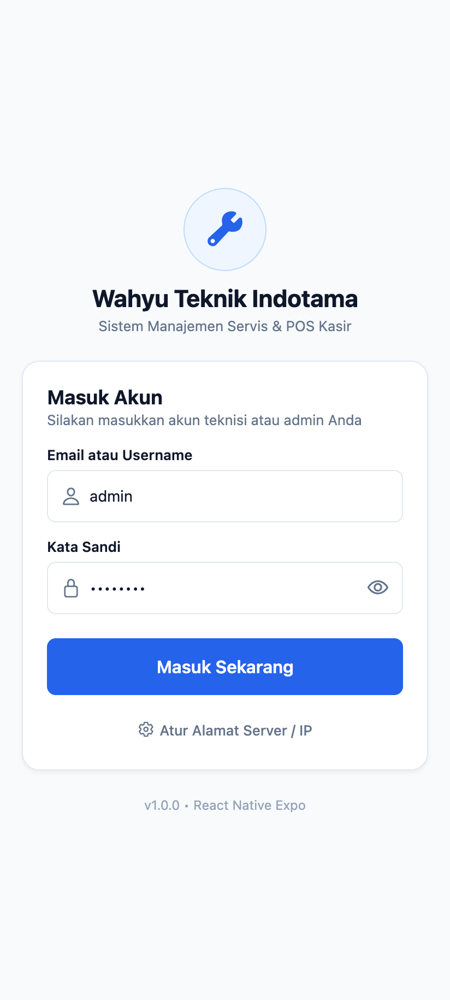 Wahyu Teknik Indotama
Sistem Manajemen Servis & POS Kasir
Masuk Akun
Silakan masukkan akun teknisi atau admin Anda
Email atau Username
admin
Kata Sandi
••••••••
Masuk Sekarang
Atur Alamat Server / IP
v1.0.0 • React Native Expo